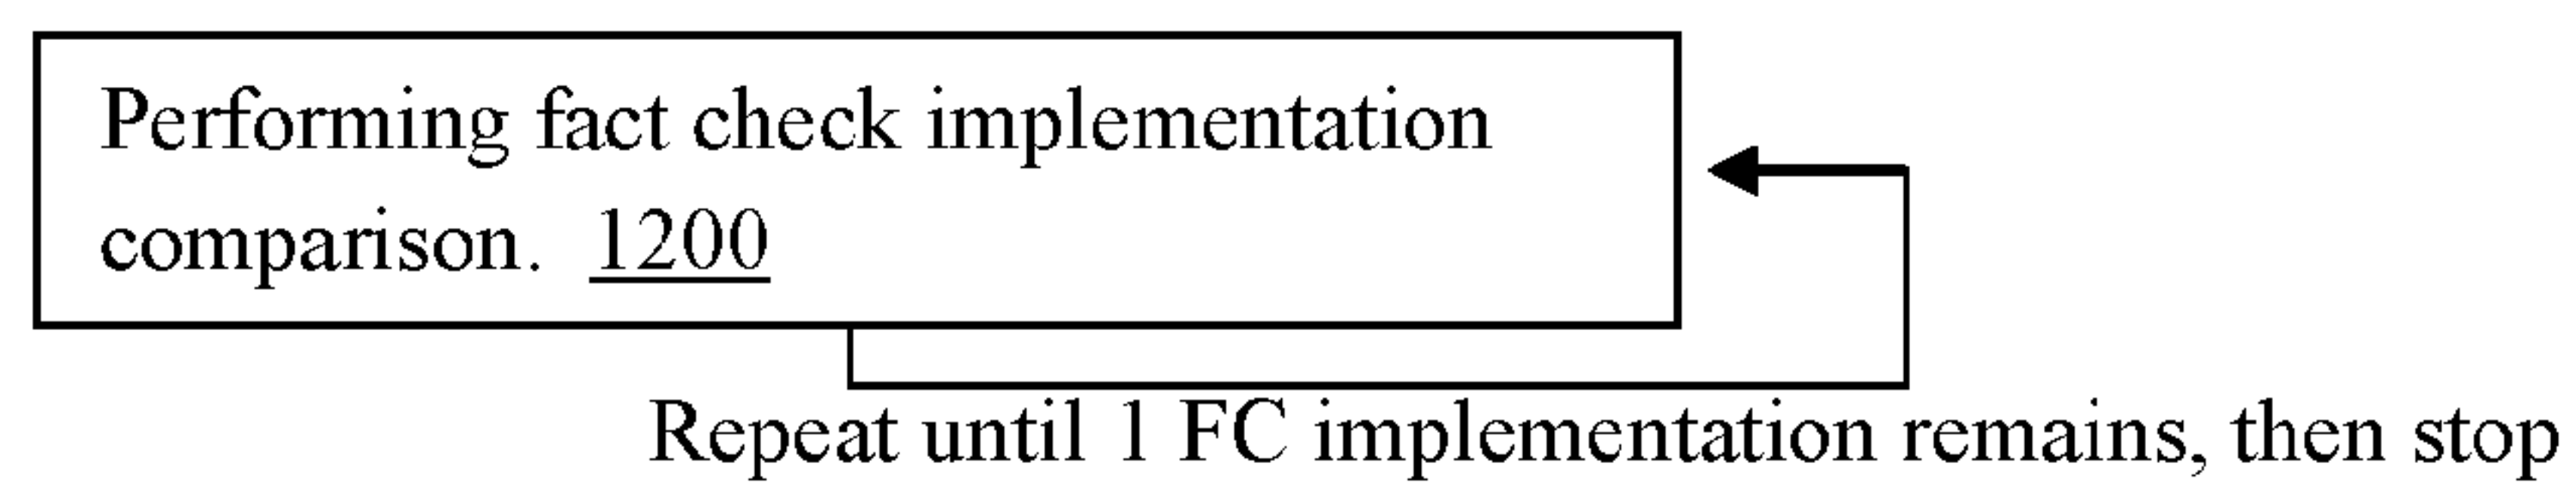 Performing fact check implementation
comparison. 1200
Repeat until 1 FC implementation remains, then stop